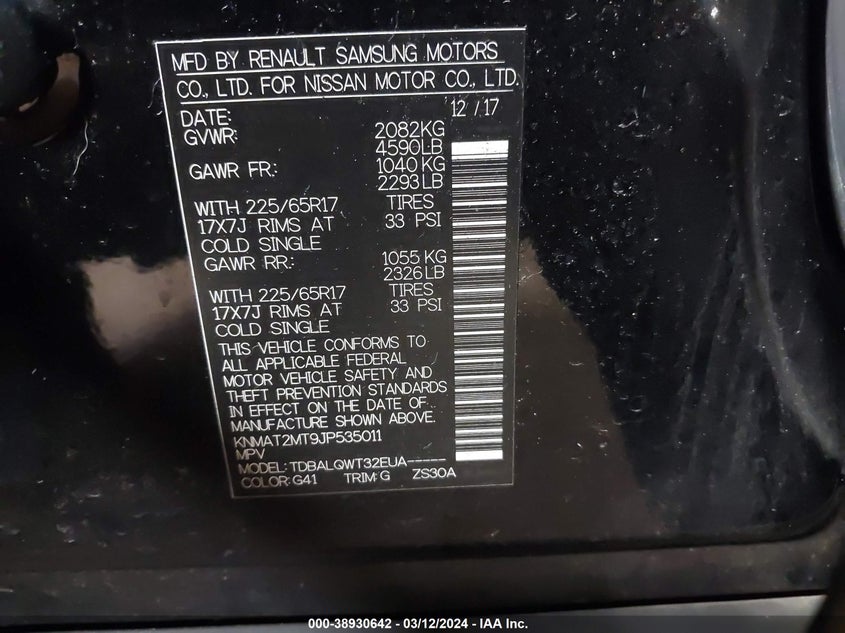 MFD BY RENAULT SAMSUNG MOTORS
CO., LTD. FOR NISSAN MOTOR CO., LTD.
DATE: 12 / 17
GVWR: 2082KG
4590LB
GAWR FR: 1040 KG
2293 LB
WITH 225/65R17 TIRES
17X7J RIMS AT 33 PSI
COLD SINGLE
GAWR RR: 1055 KG
2326 LB
WITH 225/65R17 TIRES
17X7J RIMS AT 33 PSI
COLD SINGLE
THIS VEHICLE CONFORMS TO
ALL APPLICABLE FEDERAL
MOTOR VEHICLE SAFETY AND
THEFT PREVENTION STANDARDS
IN EFFECT ON THE DATE OF
MANUFACTURE SHOWN ABOVE.
KNMAT2MT9JP535011
MPV
MODEL: TDBALQWT32EUA-----
COLOR: G41 TRIM: G ZS30A
000-38930642 - 03/12/2024 - IAA Inc.